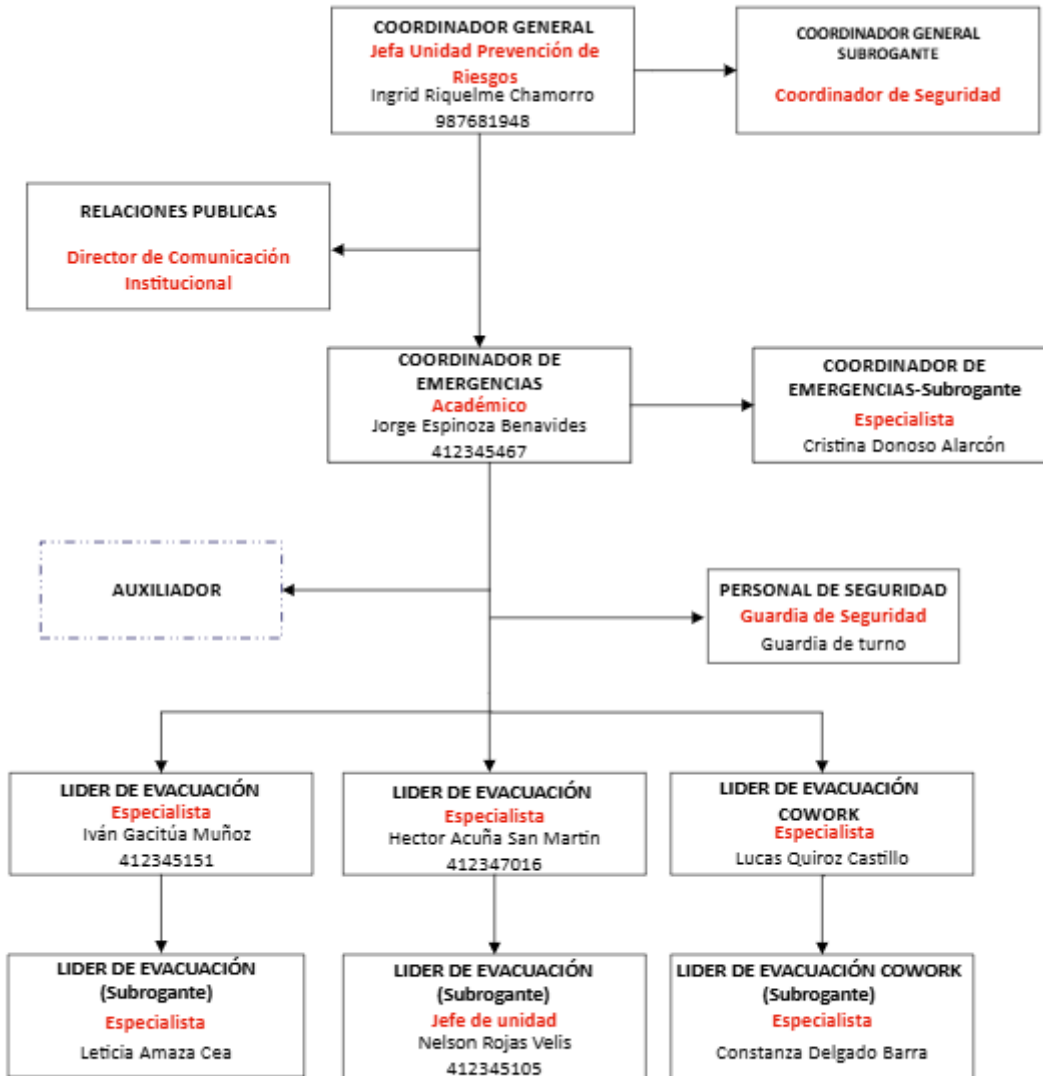 COORDINADOR GENERAL
Jefa Unidad Prevención de
Riesgos
Ingrid Riquelme Chamorro
987681948
COORDINADOR GENERAL
SUBROGANTE
Coordinador de Seguridad
RELACIONES PUBLICAS
Director de Comunicación
Institucional
COORDINADOR DE
EMERGENCIAS
Académico
Jorge Espinoza Benavides
412345467
COORDINADOR DE
EMERGENCIAS-Subrogante
Especialista
Cristina Donoso Alarcón
AUXILIADOR
PERSONAL DE SEGURIDAD
Guardia de Seguridad
Guardia de turno
LIDER DE EVACUACIÓN
Especialista
Iván Gacitúa Muñoz
412345151
LIDER DE EVACUACIÓN
Especialista
Hector Acuña San Martin
412347016
LIDER DE EVACUACIÓN
COWORK
Especialista
Lucas Quiroz Castillo
LIDER DE EVACUACIÓN
(Subrogante)
Especialista
Leticia Amaza Cea
LIDER DE EVACUACIÓN
(Subrogante)
Jefe de unidad
Nelson Rojas Velis
412345105
LIDER DE EVACUACIÓN COWORK
(Subrogante)
Especialista
Constanza Delgado Barra